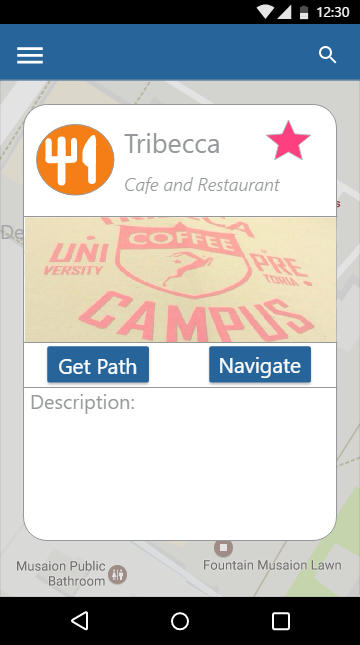 12:30
Tribecca
Cafe and Restaurant
De
s
COFFEE
UNI
VERSITY
PRE
TORIA.
CAMPUS
Get Path
Navigate
Description:
Musaion Public
Bathroom
Fountain Musaion Lawn